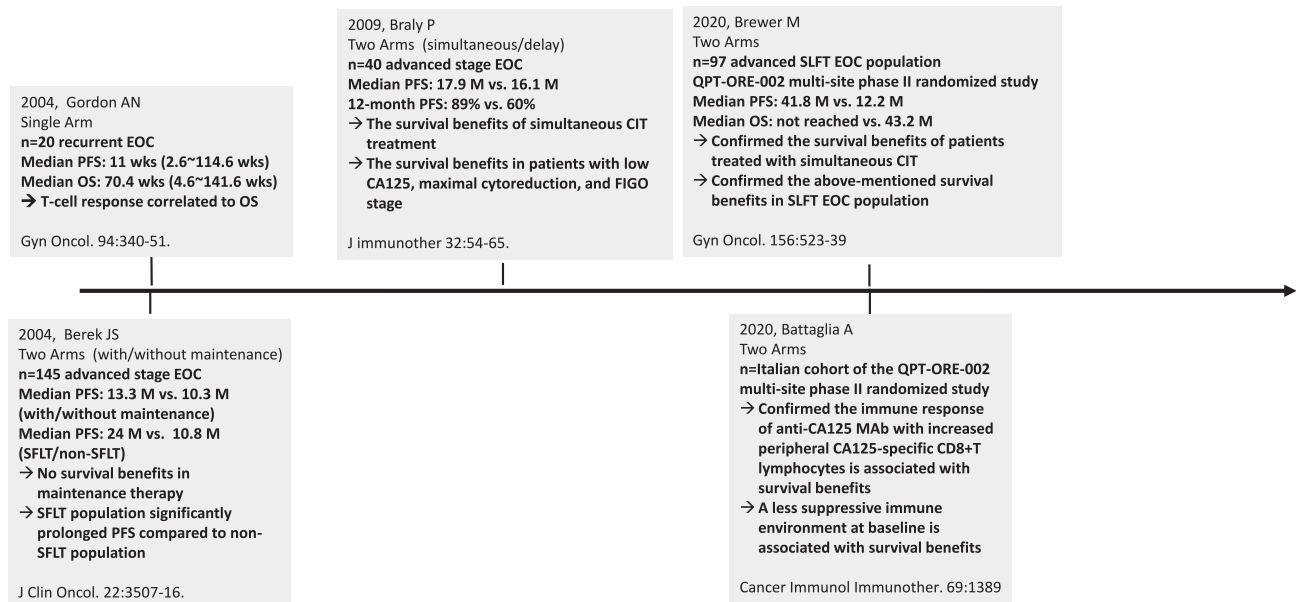 2004, Gordon AN
Single Arm
n=20 recurrent EOC
Median PFS: 11 wks (2.6~114.6 wks)
Median OS: 70.4 wks (4.6~141.6 wks)
→ T-cell response correlated to OS
Gyn Oncol. 94:340-51.
2009, Braly P
Two Arms (simultaneous/delay)
n=40 advanced stage EOC
Median PFS: 17.9 M vs. 16.1 M
12-month PFS: 89% vs. 60%
→ The survival benefits of simultaneous CIT
treatment
→ The survival benefits in patients with low
CA125, maximal cytoreduction, and FIGO
stage
J immunother 32:54-65.
2020, Brewer M
Two Arms
n=97 advanced SLFT EOC population
QPT-ORE-002 multi-site phase II randomized study
Median PFS: 41.8 M vs. 12.2 M
Median OS: not reached vs. 43.2 M
→ Confirmed the survival benefits of patients
treated with simultaneous CIT
→ Confirmed the above-mentioned survival
benefits in SLFT EOC population
Gyn Oncol. 156:523-39
2004, Berek JS
Two Arms (with/without maintenance)
n=145 advanced stage EOC
Median PFS: 13.3 M vs. 10.3 M
(with/without maintenance)
Median PFS: 24 M vs. 10.8 M
(SFLT/non-SFLT)
→ No survival benefits in
maintenance therapy
→ SFLT population significantly
prolonged PFS compared to non-
SFLT population
J Clin Oncol. 22:3507-16.
2020, Battaglia A
Two Arms
n=Italian cohort of the QPT-ORE-002
multi-site phase II randomized study
→ Confirmed the immune response
of anti-CA125 MAb with increased
peripheral CA125-specific CD8+T
lymphocytes is associated with
survival benefits
→ A less suppressive immune
environment at baseline is
associated with survival benefits
Cancer Immunol Immunother. 69:1389